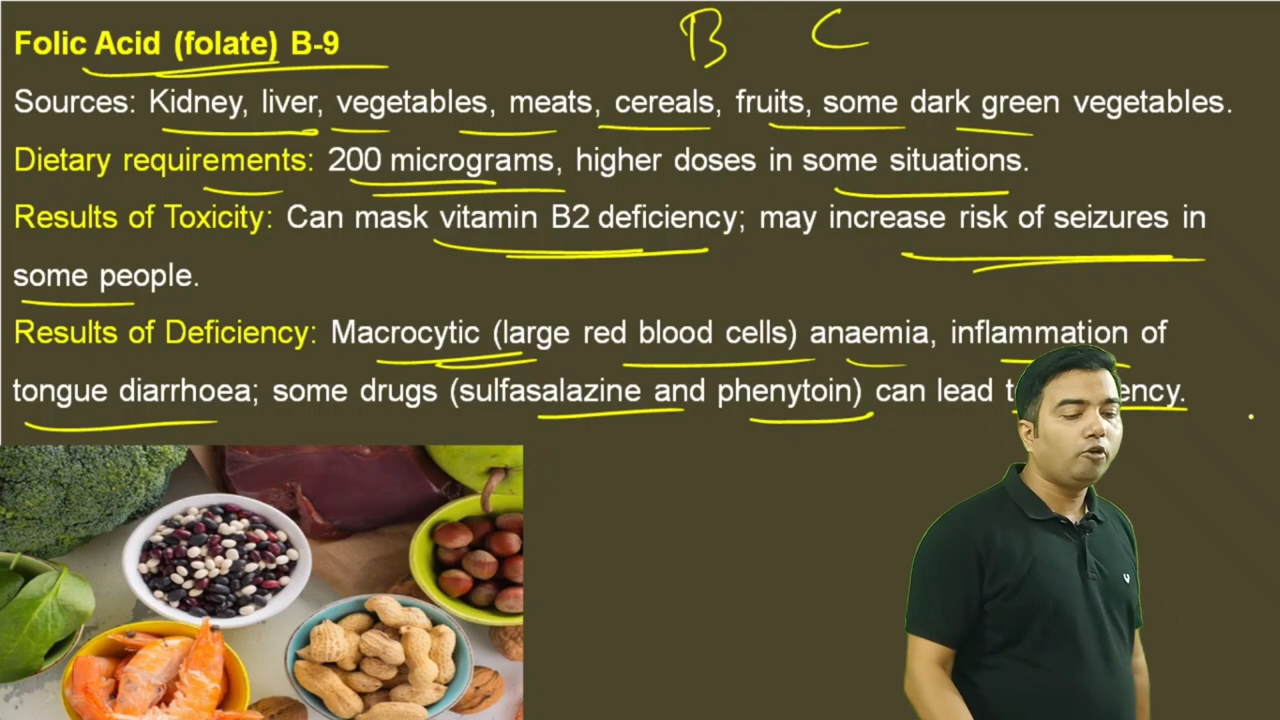 B C
Folic Acid (folate) B-9
Sources: Kidney, liver, vegetables, meats, cereals, fruits, some dark green vegetables.
Dietary requirements: 200 micrograms, higher doses in some situations.
Results of Toxicity: Can mask vitamin B2 deficiency; may increase risk of seizures in
some people.
Results of Deficiency: Macrocytic (large red blood cells) anaemia, inflammation of
tongue diarrhoea; some drugs (sulfasalazine and phenytoin) can lead